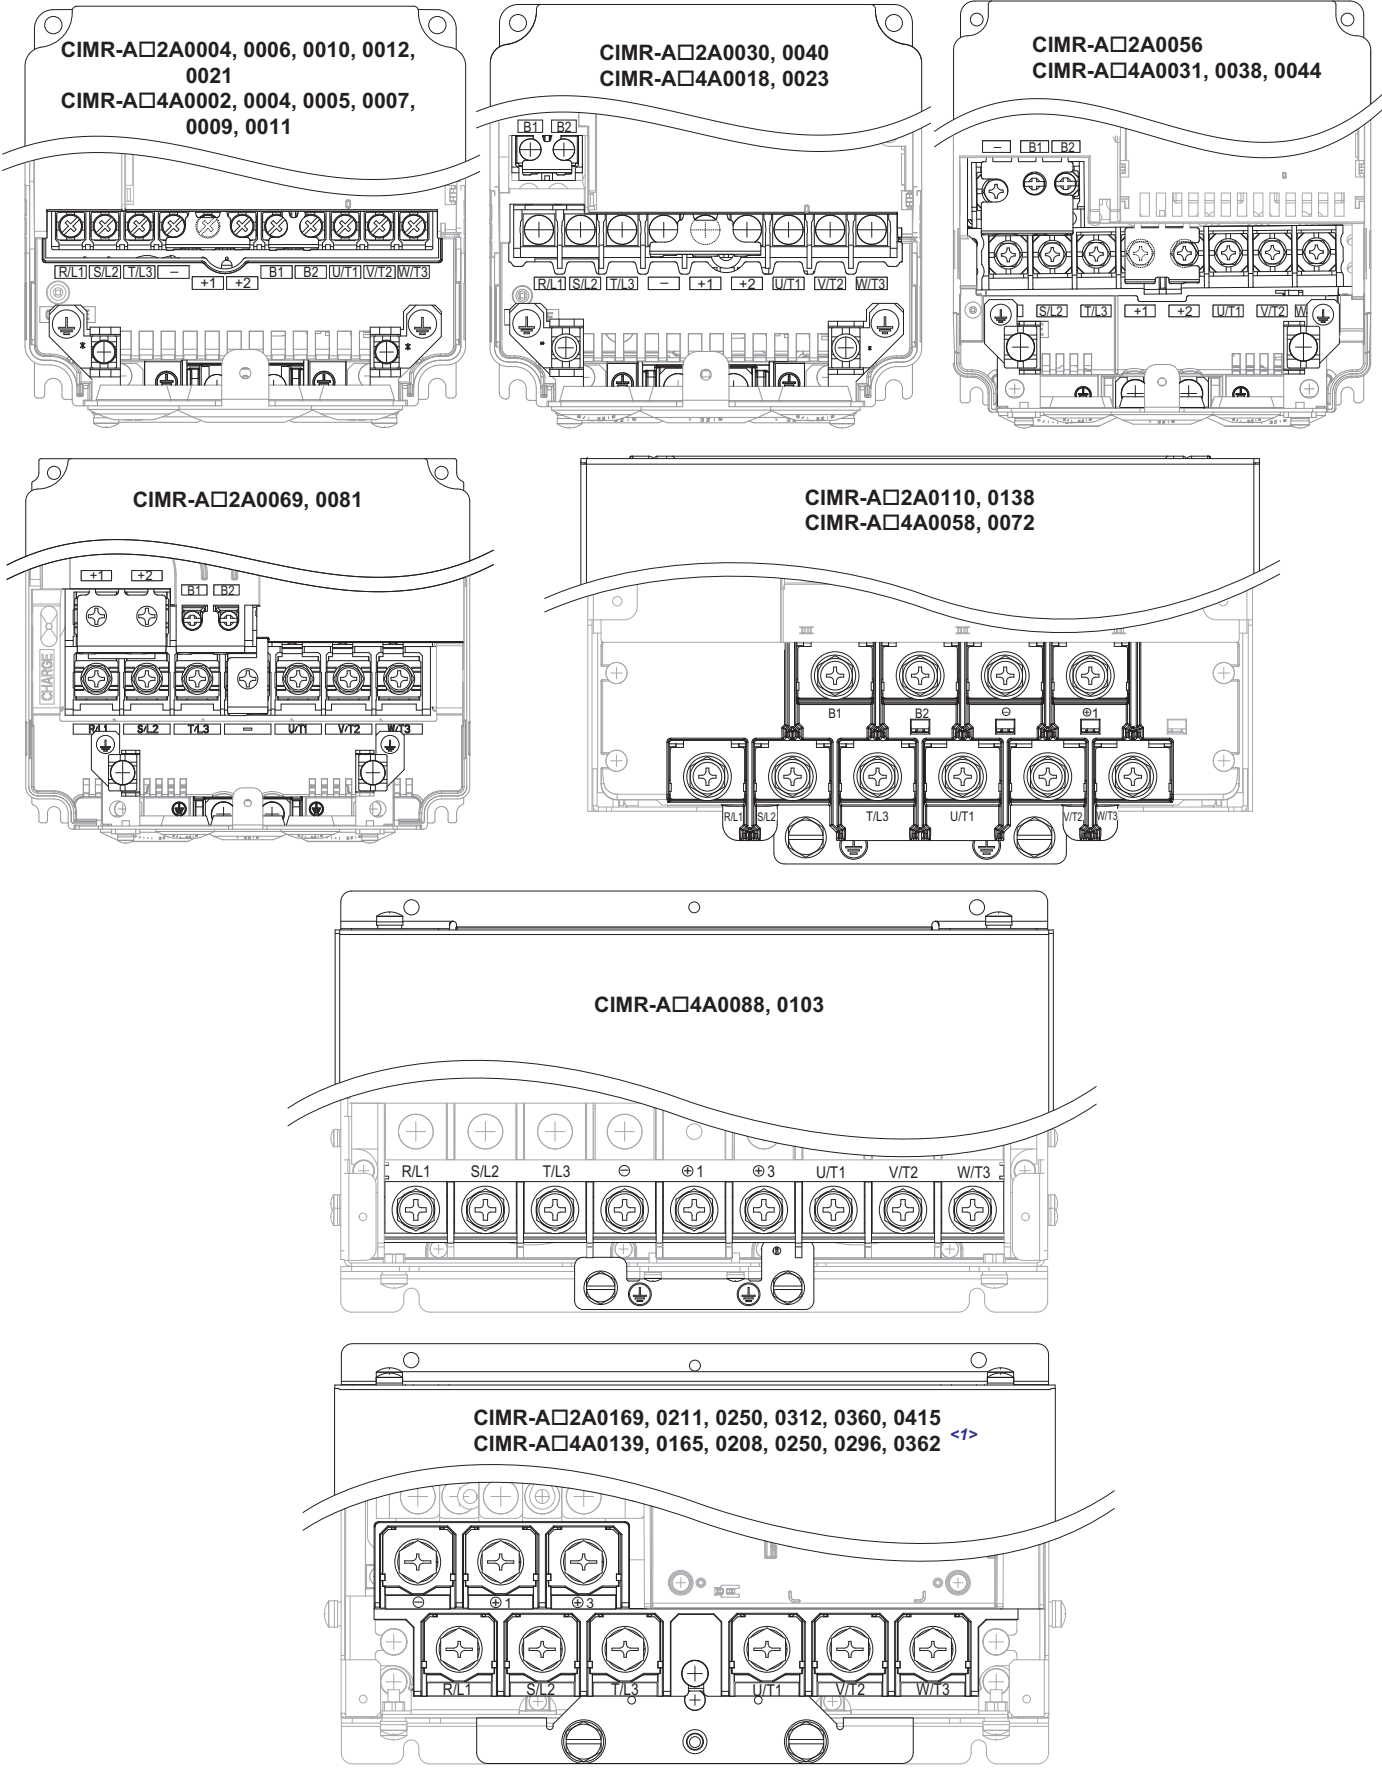 CIMR-A□2A0004, 0006, 0010, 0012,
0021
CIMR-A□4A0002, 0004, 0005, 0007,
0009, 0011
R/L1 S/L2 T/L3 − B1 B2 U/T1 V/T2 W/T3
+1 +2
CIMR-A□2A0030, 0040
CIMR-A□4A0018, 0023
B1 B2
R/L1 S/L2 T/L3 − +1 +2 U/T1 V/T2 W/T3
CIMR-A□2A0056
CIMR-A□4A0031, 0038, 0044
− B1 B2
S/L2 T/L3 +1 +2 U/T1 V/T2 W
CIMR-A□2A0069, 0081
+1 +2
B1 B2
CHARGE
R/L1 S/L2 T/L3 − U/T1 V/T2 W/T3
CIMR-A□2A0110, 0138
CIMR-A□4A0058, 0072
B1 B2 ⊖ ⊕1
R/L1 S/L2 T/L3 U/T1 V/T2 W/T3
CIMR-A□4A0088, 0103
R/L1 S/L2 T/L3 ⊖ ⊕1 ⊕3 U/T1 V/T2 W/T3
CIMR-A□2A0169, 0211, 0250, 0312, 0360, 0415
CIMR-A□4A0139, 0165, 0208, 0250, 0296, 0362 <1>
⊖ ⊕1 ⊕3
R/L1 S/L2 T/L3 U/T1 V/T2 W/T3